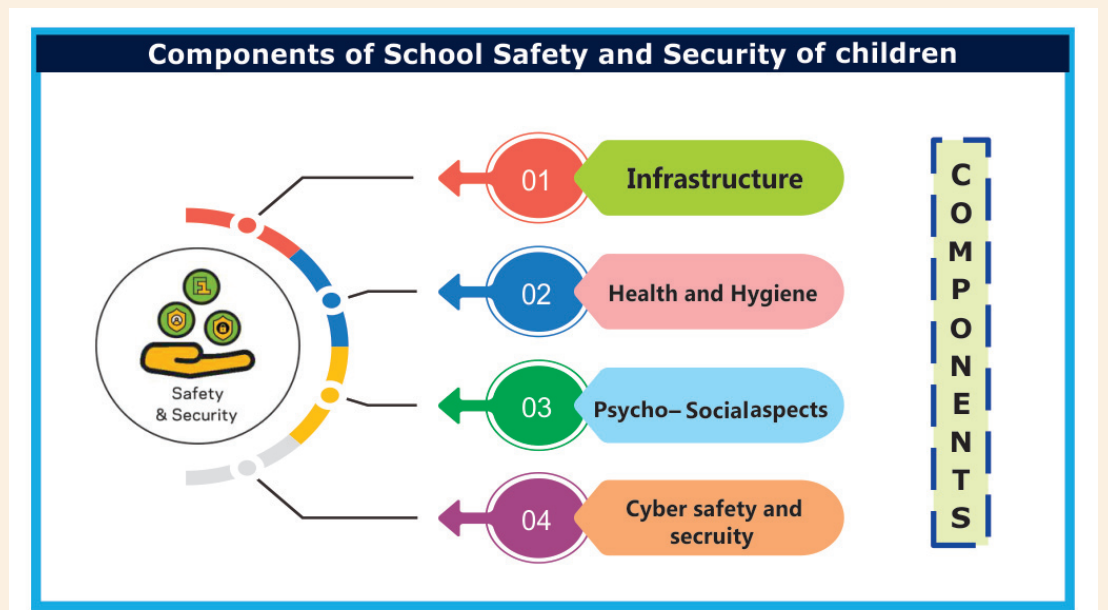 Components of School Safety and Security of children
01
Infrastructure
02
Health and Hygiene
03
Psycho– Socialaspects
04
Cyber safety and
secruity
Safety
& Security
COMPONENTS